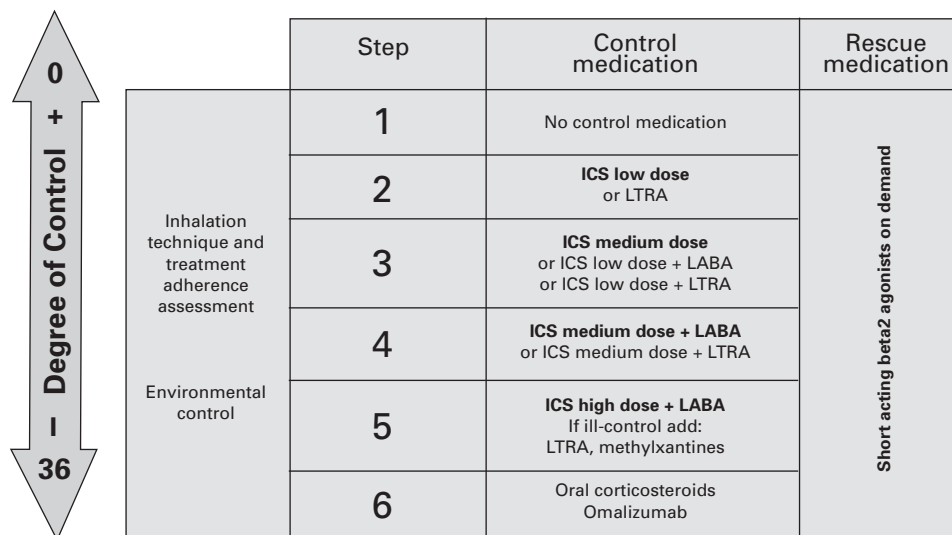 0
+
Degree of Control
–
36
Step
Control
medication
Rescue
medication
Inhalation
technique and
treatment
adherence
assessment
Environmental
control
1
No control medication
2
ICS low dose
or LTRA
3
ICS medium dose
or ICS low dose + LABA
or ICS low dose + LTRA
4
ICS medium dose + LABA
or ICS medium dose + LTRA
5
ICS high dose + LABA
If ill-control add:
LTRA, methylxantines
6
Oral corticosteroids
Omalizumab
Short acting beta2 agonists on demand